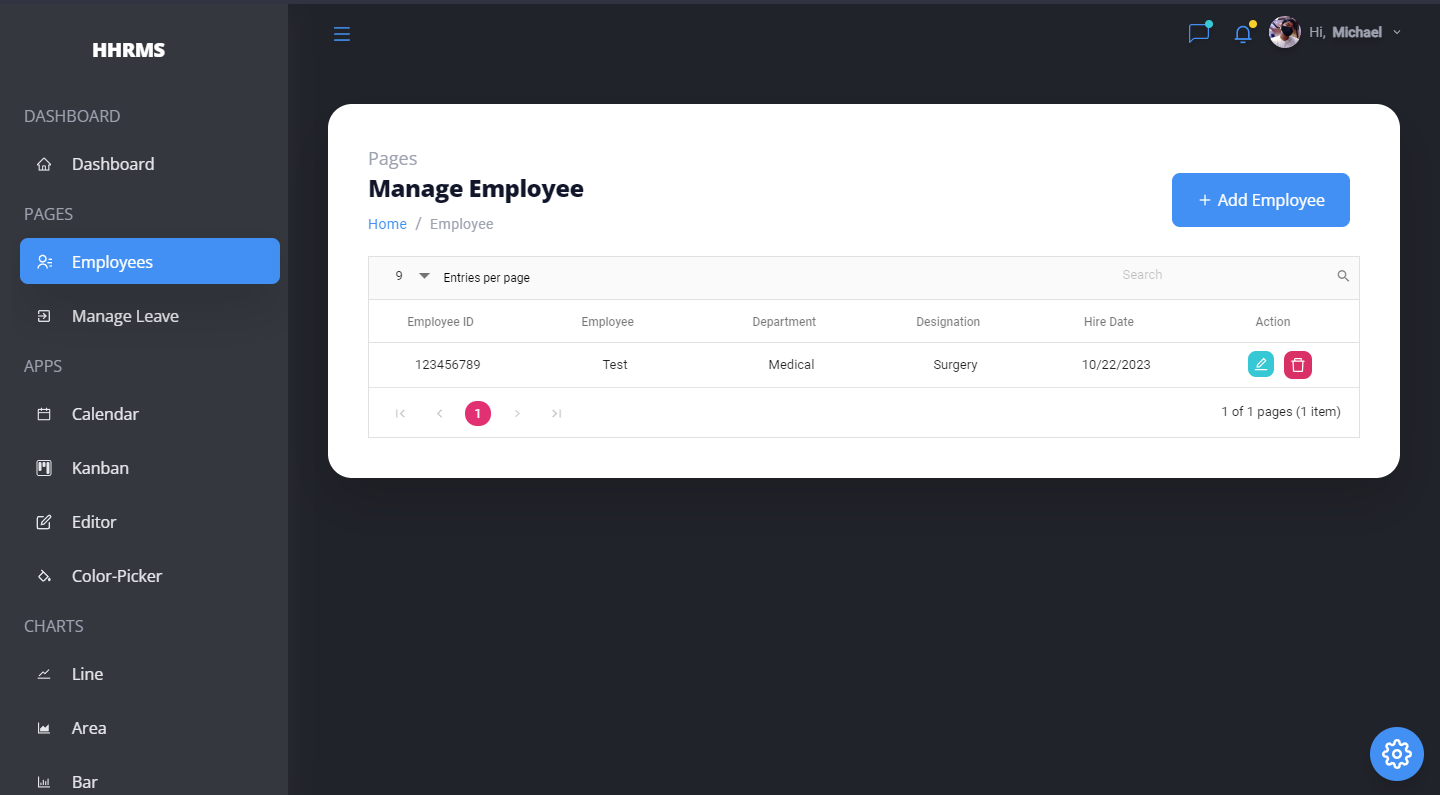 HHRMS
DASHBOARD
Dashboard
PAGES
Employees
Manage Leave
APPS
Calendar
Kanban
Editor
Color-Picker
CHARTS
Line
Area
Bar
Hi, Michael
Pages
Manage Employee
Home / Employee
+ Add Employee
9 Entries per page
Search
Employee ID Employee Department Designation Hire Date Action
123456789 Test Medical Surgery 10/22/2023
1
1 of 1 pages (1 item)